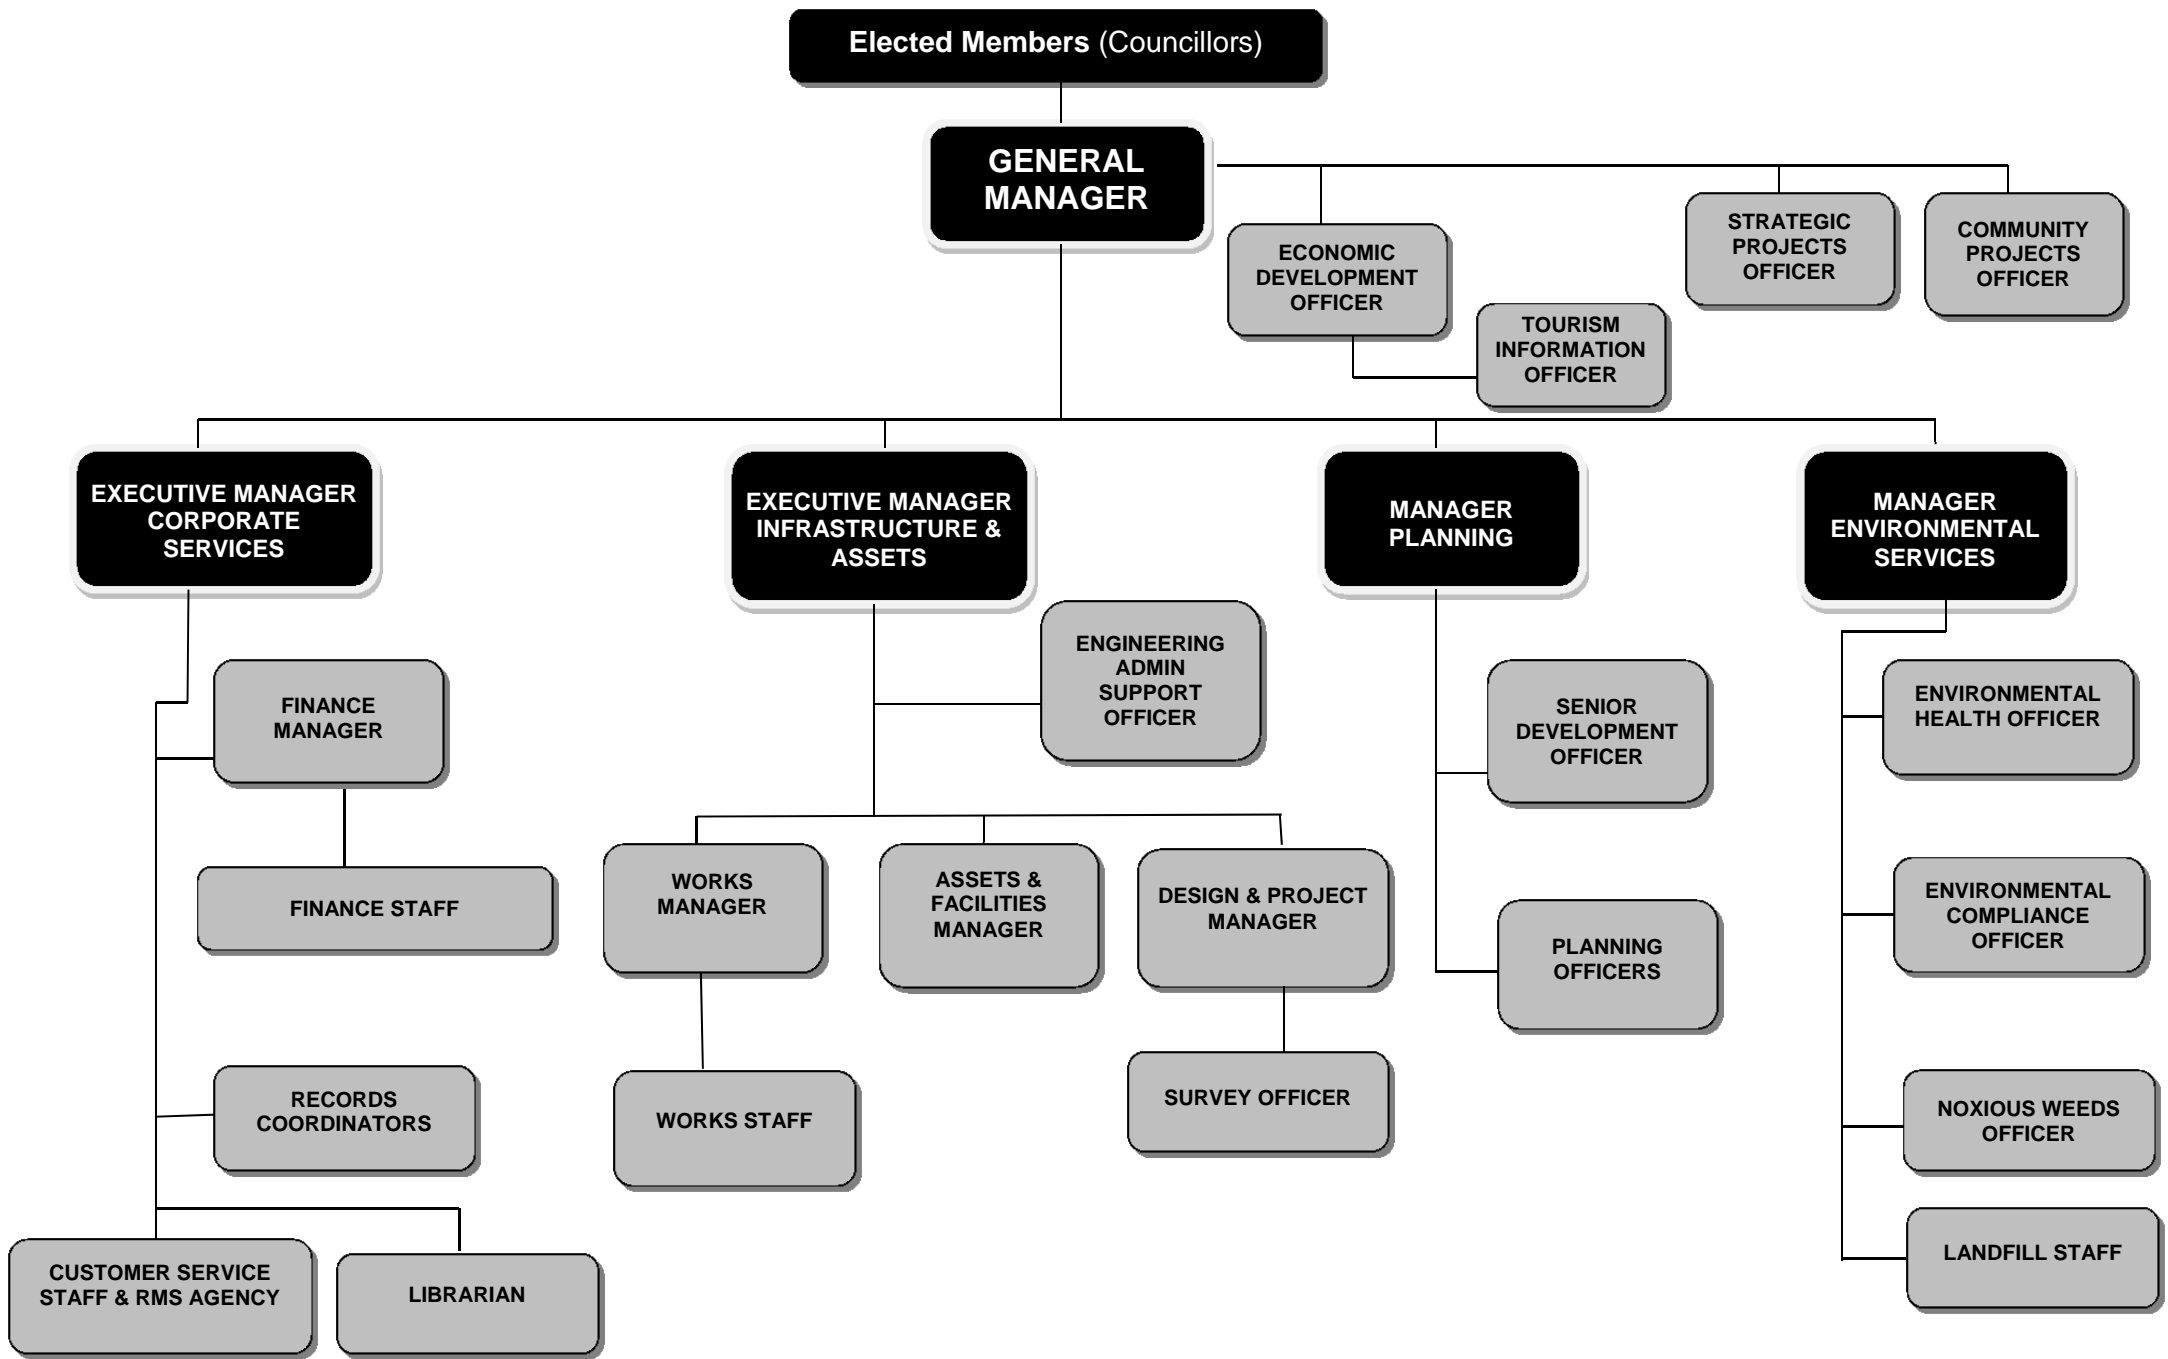 Elected Members (Councillors)
GENERAL
MANAGER
ECONOMIC
DEVELOPMENT
OFFICER
TOURISM
INFORMATION
OFFICER
STRATEGIC
PROJECTS
OFFICER
COMMUNITY
PROJECTS
OFFICER
EXECUTIVE MANAGER
CORPORATE
SERVICES
EXECUTIVE MANAGER
INFRASTRUCTURE &
ASSETS
MANAGER
PLANNING
MANAGER
ENVIRONMENTAL
SERVICES
FINANCE
MANAGER
FINANCE STAFF
RECORDS
COORDINATORS
CUSTOMER SERVICE
STAFF & RMS AGENCY
LIBRARIAN
ENGINEERING
ADMIN
SUPPORT
OFFICER
WORKS
MANAGER
ASSETS &
FACILITIES
MANAGER
DESIGN & PROJECT
MANAGER
WORKS STAFF
SURVEY OFFICER
SENIOR
DEVELOPMENT
OFFICER
PLANNING
OFFICERS
ENVIRONMENTAL
HEALTH OFFICER
ENVIRONMENTAL
COMPLIANCE
OFFICER
NOXIOUS WEEDS
OFFICER
LANDFILL STAFF